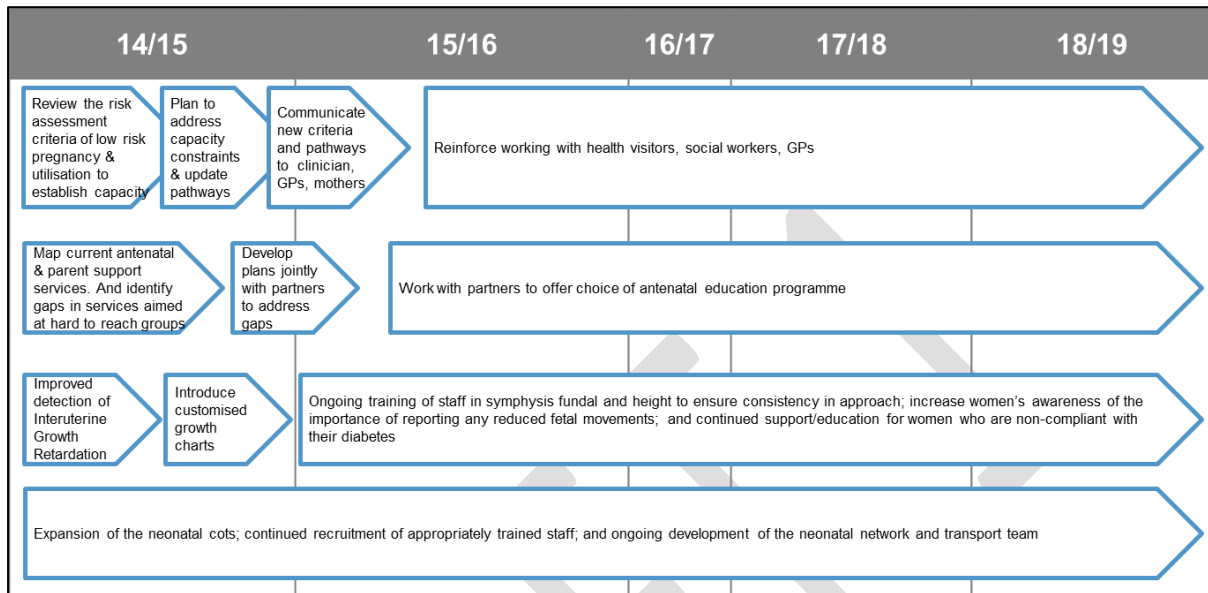 14/15
15/16
16/17
17/18
18/19
Review the risk
assessment
criteria of low risk
pregnancy &
utilisation to
establish capacity
Plan to
address
capacity
constraints
& update
pathways
Communicate
new criteria
and pathways
to clinician,
GPs, mothers
Reinforce working with health visitors, social workers, GPs
Map current antenatal
& parent support
services. And identify
gaps in services aimed
at hard to reach groups
Develop
plans jointly
with partners
to address
gaps
Work with partners to offer choice of antenatal education programme
Improved
detection of
Interuterine
Growth
Retardation
Introduce
customised
growth
charts
Ongoing training of staff in symphysis fundal and height to ensure consistency in approach; increase women's awareness of the
importance of reporting any reduced fetal movements; and continued support/education for women who are non-compliant with
their diabetes
Expansion of the neonatal cots; continued recruitment of appropriately trained staff; and ongoing development of the neonatal network and transport team